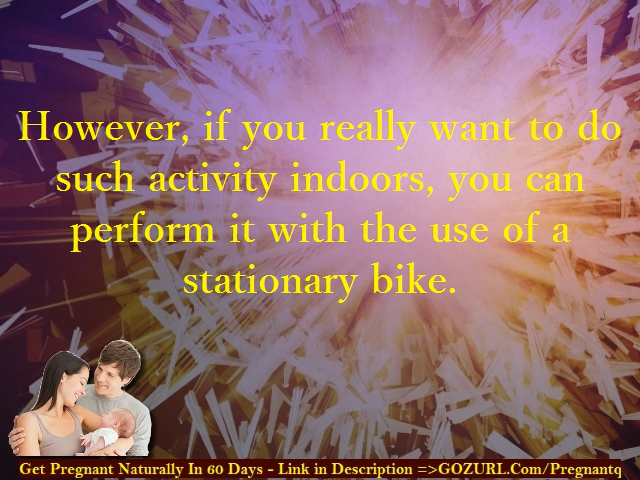 However, if you really want to do
such activity indoors, you can
perform it with the use of a
stationary bike.
Get Pregnant Naturally In 60 Days - Link in Description =>GOZURL.Com/Pregnantq